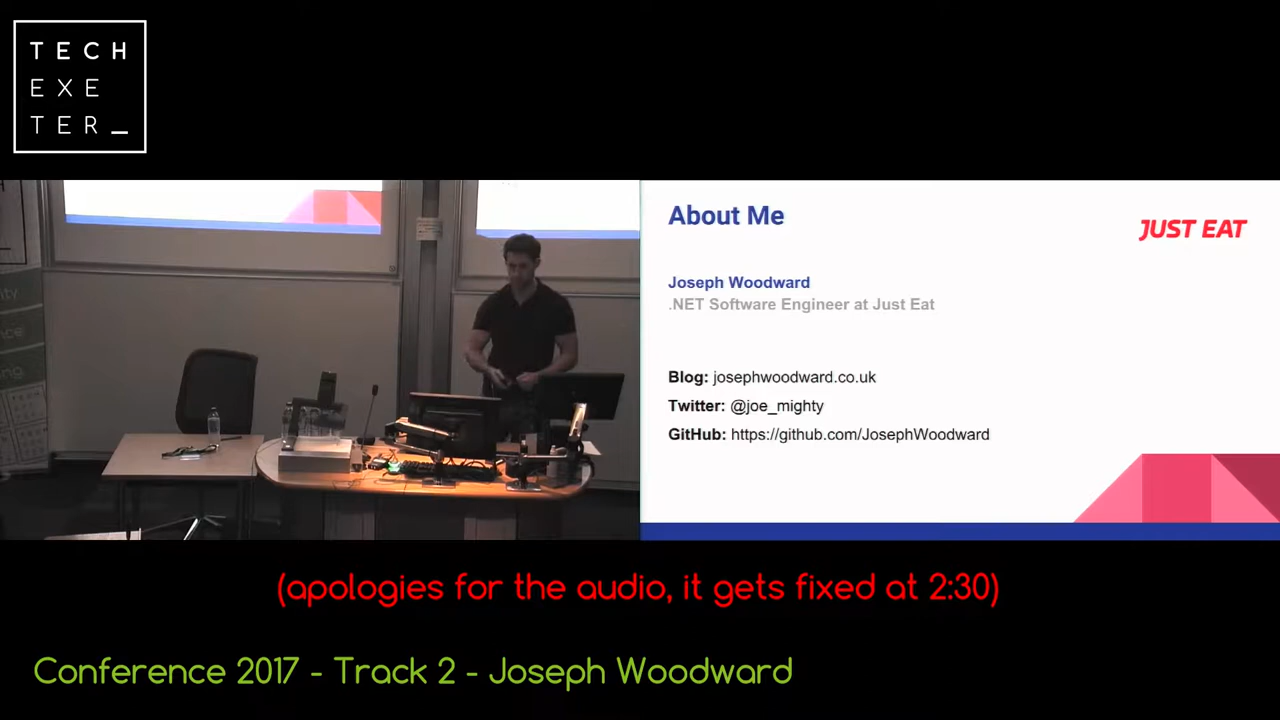 TECH
EXE
TER_
About Me
JUST EAT
Joseph Woodward
.NET Software Engineer at Just Eat
Blog: josephwoodward.co.uk
Twitter: @joe_mighty
GitHub: https://github.com/JosephWoodward
(apologies for the audio, it gets fixed at 2:30)
Conference 2017 - Track 2 - Joseph Woodward